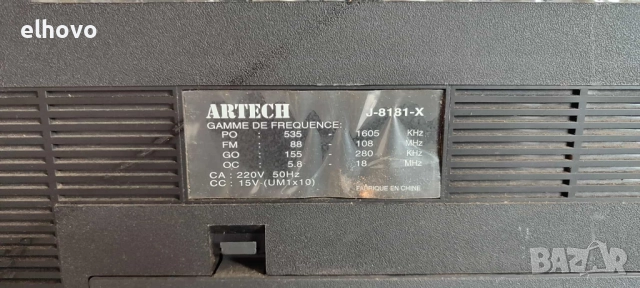 elhovo
ARTECH J-8181-X
GAMME DE FREQUENCE:
PO : 535 - 1605 KHz
FM : 88 - 108 MHz
GO : 155 - 280 KHz
OC : 5.8 - 18 MHz
CA : 220V 50Hz
CC : 15V (UM1x10) FABRIQUE EN CHINE
BAZAR